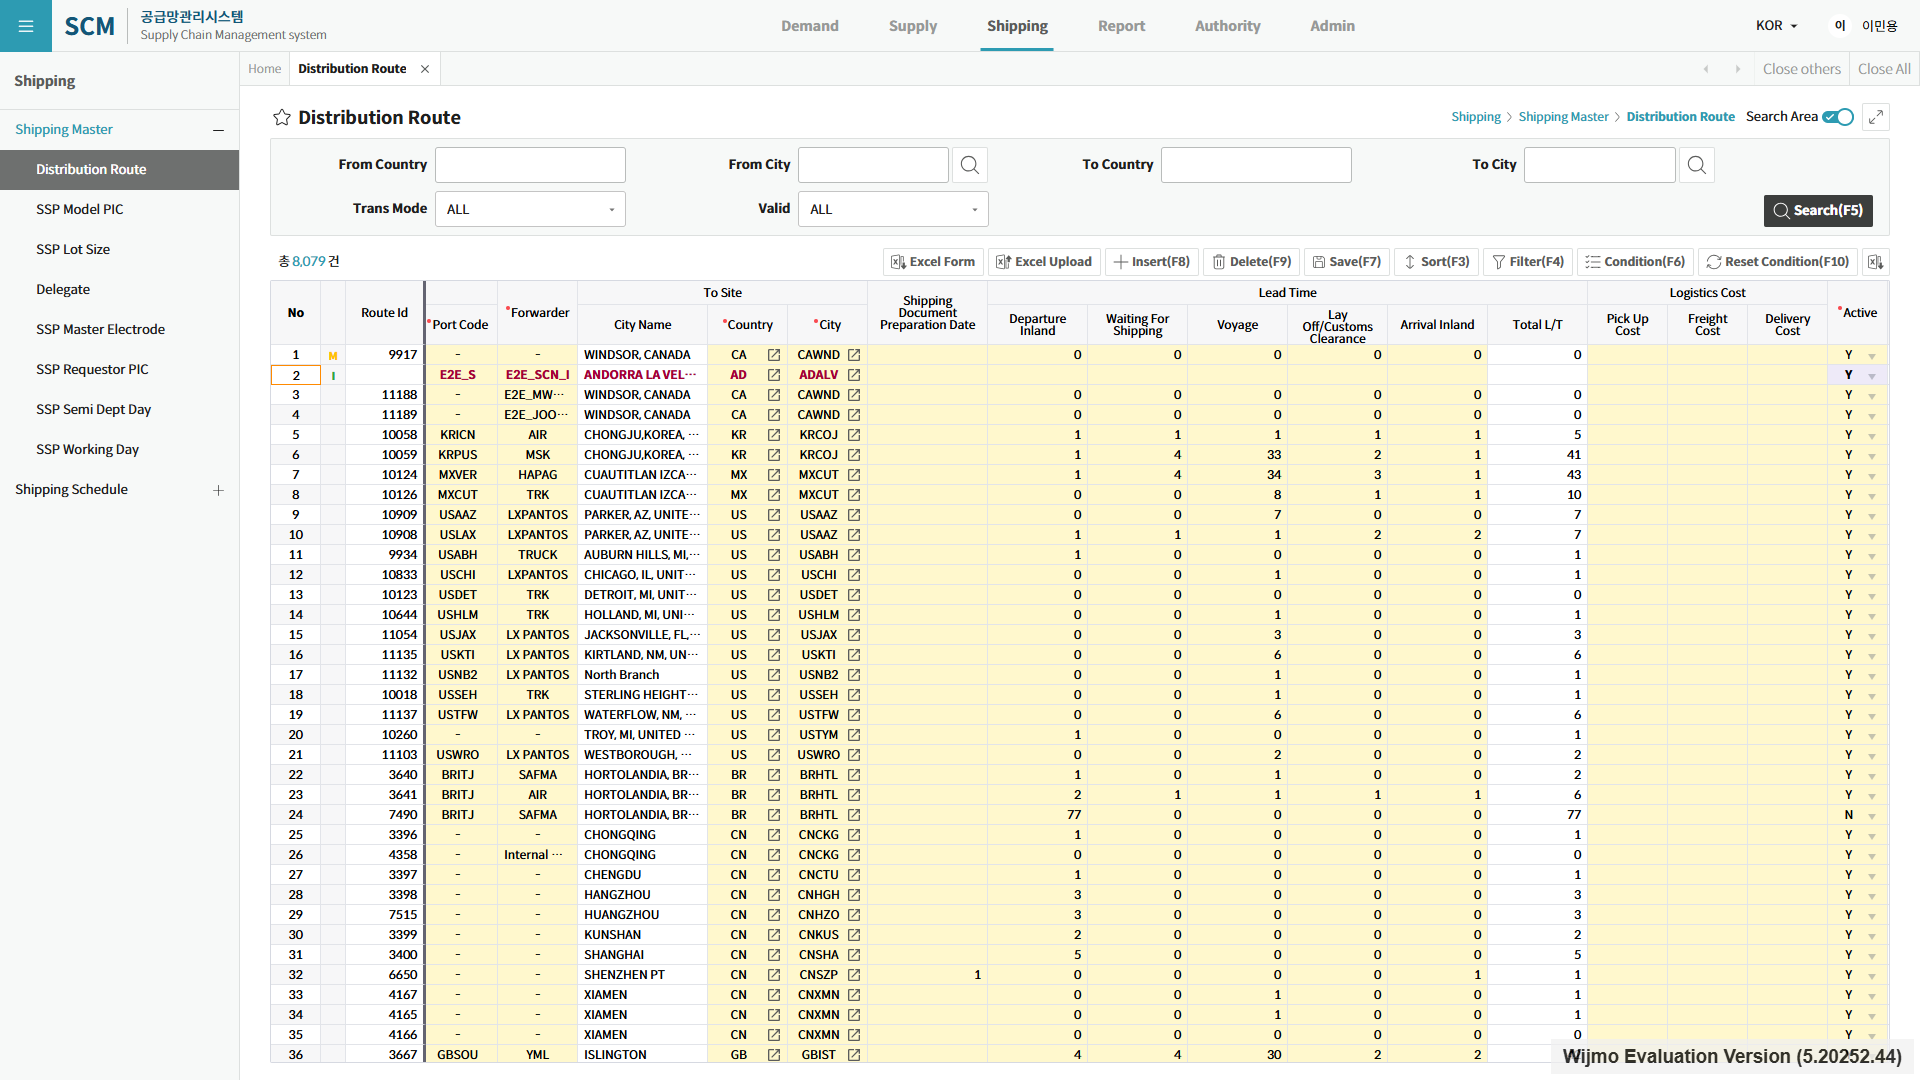 SCM
공급망관리시스템
Supply Chain Management system
Demand Supply Shipping Report Authority Admin
KOR 이 이민용
Shipping
Home Distribution Route
Close others Close All
Shipping Master
Distribution Route
SSP Model PIC
SSP Lot Size
Delegate
SSP Master Electrode
SSP Requestor PIC
SSP Semi Dept Day
SSP Working Day
Shipping Schedule
Distribution Route
Shipping > Shipping Master > Distribution Route Search Area
From Country From City To Country To City
Trans Mode ALL Valid ALL Search(F5)
총 8,079 건
Excel Form Excel Upload Insert(F8) Delete(F9) Save(F7) Sort(F3) Filter(F4) Condition(F6) Reset Condition(F10)
No Route Id *Port Code *Forwarder To Site Shipping Document Preparation Date Lead Time Logistics Cost *Active
City Name *Country *City Departure Inland Waiting For Shipping Voyage Lay Off/Customs Clearance Arrival Inland Total L/T Pick Up Cost Freight Cost Delivery Cost
1 M 9917 - - WINDSOR, CANADA CA CAWND 0 0 0 0 0 0 Y
2 I E2E_S E2E_SCN_I ANDORRA LA VEL··· AD ADALV Y
3 11188 - E2E_MW··· WINDSOR, CANADA CA CAWND 0 0 0 0 0 0 Y
4 11189 - E2E_JOO··· WINDSOR, CANADA CA CAWND 0 0 0 0 0 0 Y
5 10058 KRICN AIR CHONGJU,KOREA, ··· KR KRCOJ 1 1 1 1 1 5 Y
6 10059 KRPUS MSK CHONGJU,KOREA, ··· KR KRCOJ 1 4 33 2 1 41 Y
7 10124 MXVER HAPAG CUAUTITLAN IZCA··· MX MXCUT 1 4 34 3 1 43 Y
8 10126 MXCUT TRK CUAUTITLAN IZCA··· MX MXCUT 0 0 8 1 1 10 Y
9 10909 USAAZ LXPANTOS PARKER, AZ, UNITE··· US USAAZ 0 0 7 0 0 7 Y
10 10908 USLAX LXPANTOS PARKER, AZ, UNITE··· US USAAZ 1 1 1 2 2 7 Y
11 9934 USABH TRUCK AUBURN HILLS, MI,··· US USABH 1 0 0 0 0 1 Y
12 10833 USCHI LXPANTOS CHICAGO, IL, UNIT··· US USCHI 0 0 1 0 0 1 Y
13 10123 USDET TRK DETROIT, MI, UNIT··· US USDET 0 0 0 0 0 0 Y
14 10644 USHLM TRK HOLLAND, MI, UNI··· US USHLM 0 0 1 0 0 1 Y
15 11054 USJAX LX PANTOS JACKSONVILLE, FL,··· US USJAX 0 0 3 0 0 3 Y
16 11135 USKTI LX PANTOS KIRTLAND, NM, UN··· US USKTI 0 0 6 0 0 6 Y
17 11132 USNB2 LX PANTOS North Branch US USNB2 0 0 1 0 0 1 Y
18 10018 USSEH TRK STERLING HEIGHT··· US USSEH 0 0 1 0 0 1 Y
19 11137 USTFW LX PANTOS WATERFLOW, NM, ··· US USTFW 0 0 6 0 0 6 Y
20 10260 - - TROY, MI, UNITED ··· US USTYM 1 0 0 0 0 1 Y
21 11103 USWRO LX PANTOS WESTBOROUGH, ··· US USWRO 0 0 2 0 0 2 Y
22 3640 BRITJ SAFMA HORTOLANDIA, BR··· BR BRHTL 1 0 1 0 0 2 Y
23 3641 BRITJ AIR HORTOLANDIA, BR··· BR BRHTL 2 1 1 1 1 6 Y
24 7490 BRITJ SAFMA HORTOLANDIA, BR··· BR BRHTL 77 0 0 0 0 77 N
25 3396 - - CHONGQING CN CNCKG 1 0 0 0 0 1 Y
26 4358 - Internal ··· CHONGQING CN CNCKG 0 0 0 0 0 0 Y
27 3397 - - CHENGDU CN CNCTU 1 0 0 0 0 1 Y
28 3398 - - HANGZHOU CN CNHGH 3 0 0 0 0 3 Y
29 7515 - - HUANGZHOU CN CNHZO 3 0 0 0 0 3 Y
30 3399 - - KUNSHAN CN CNKUS 2 0 0 0 0 2 Y
31 3400 - - SHANGHAI CN CNSHA 5 0 0 0 0 5 Y
32 6650 - - SHENZHEN PT CN CNSZP 1 0 0 0 0 1 1 Y
33 4167 - - XIAMEN CN CNXMN 0 0 1 0 0 1 Y
34 4165 - - XIAMEN CN CNXMN 0 0 1 0 0 1 Y
35 4166 - - XIAMEN CN CNXMN 0 0 0 0 0 0 Y
36 3667 GBSOU YML ISLINGTON GB GBIST 4 4 30 2 2
Wijmo Evaluation Version (5.20252.44)